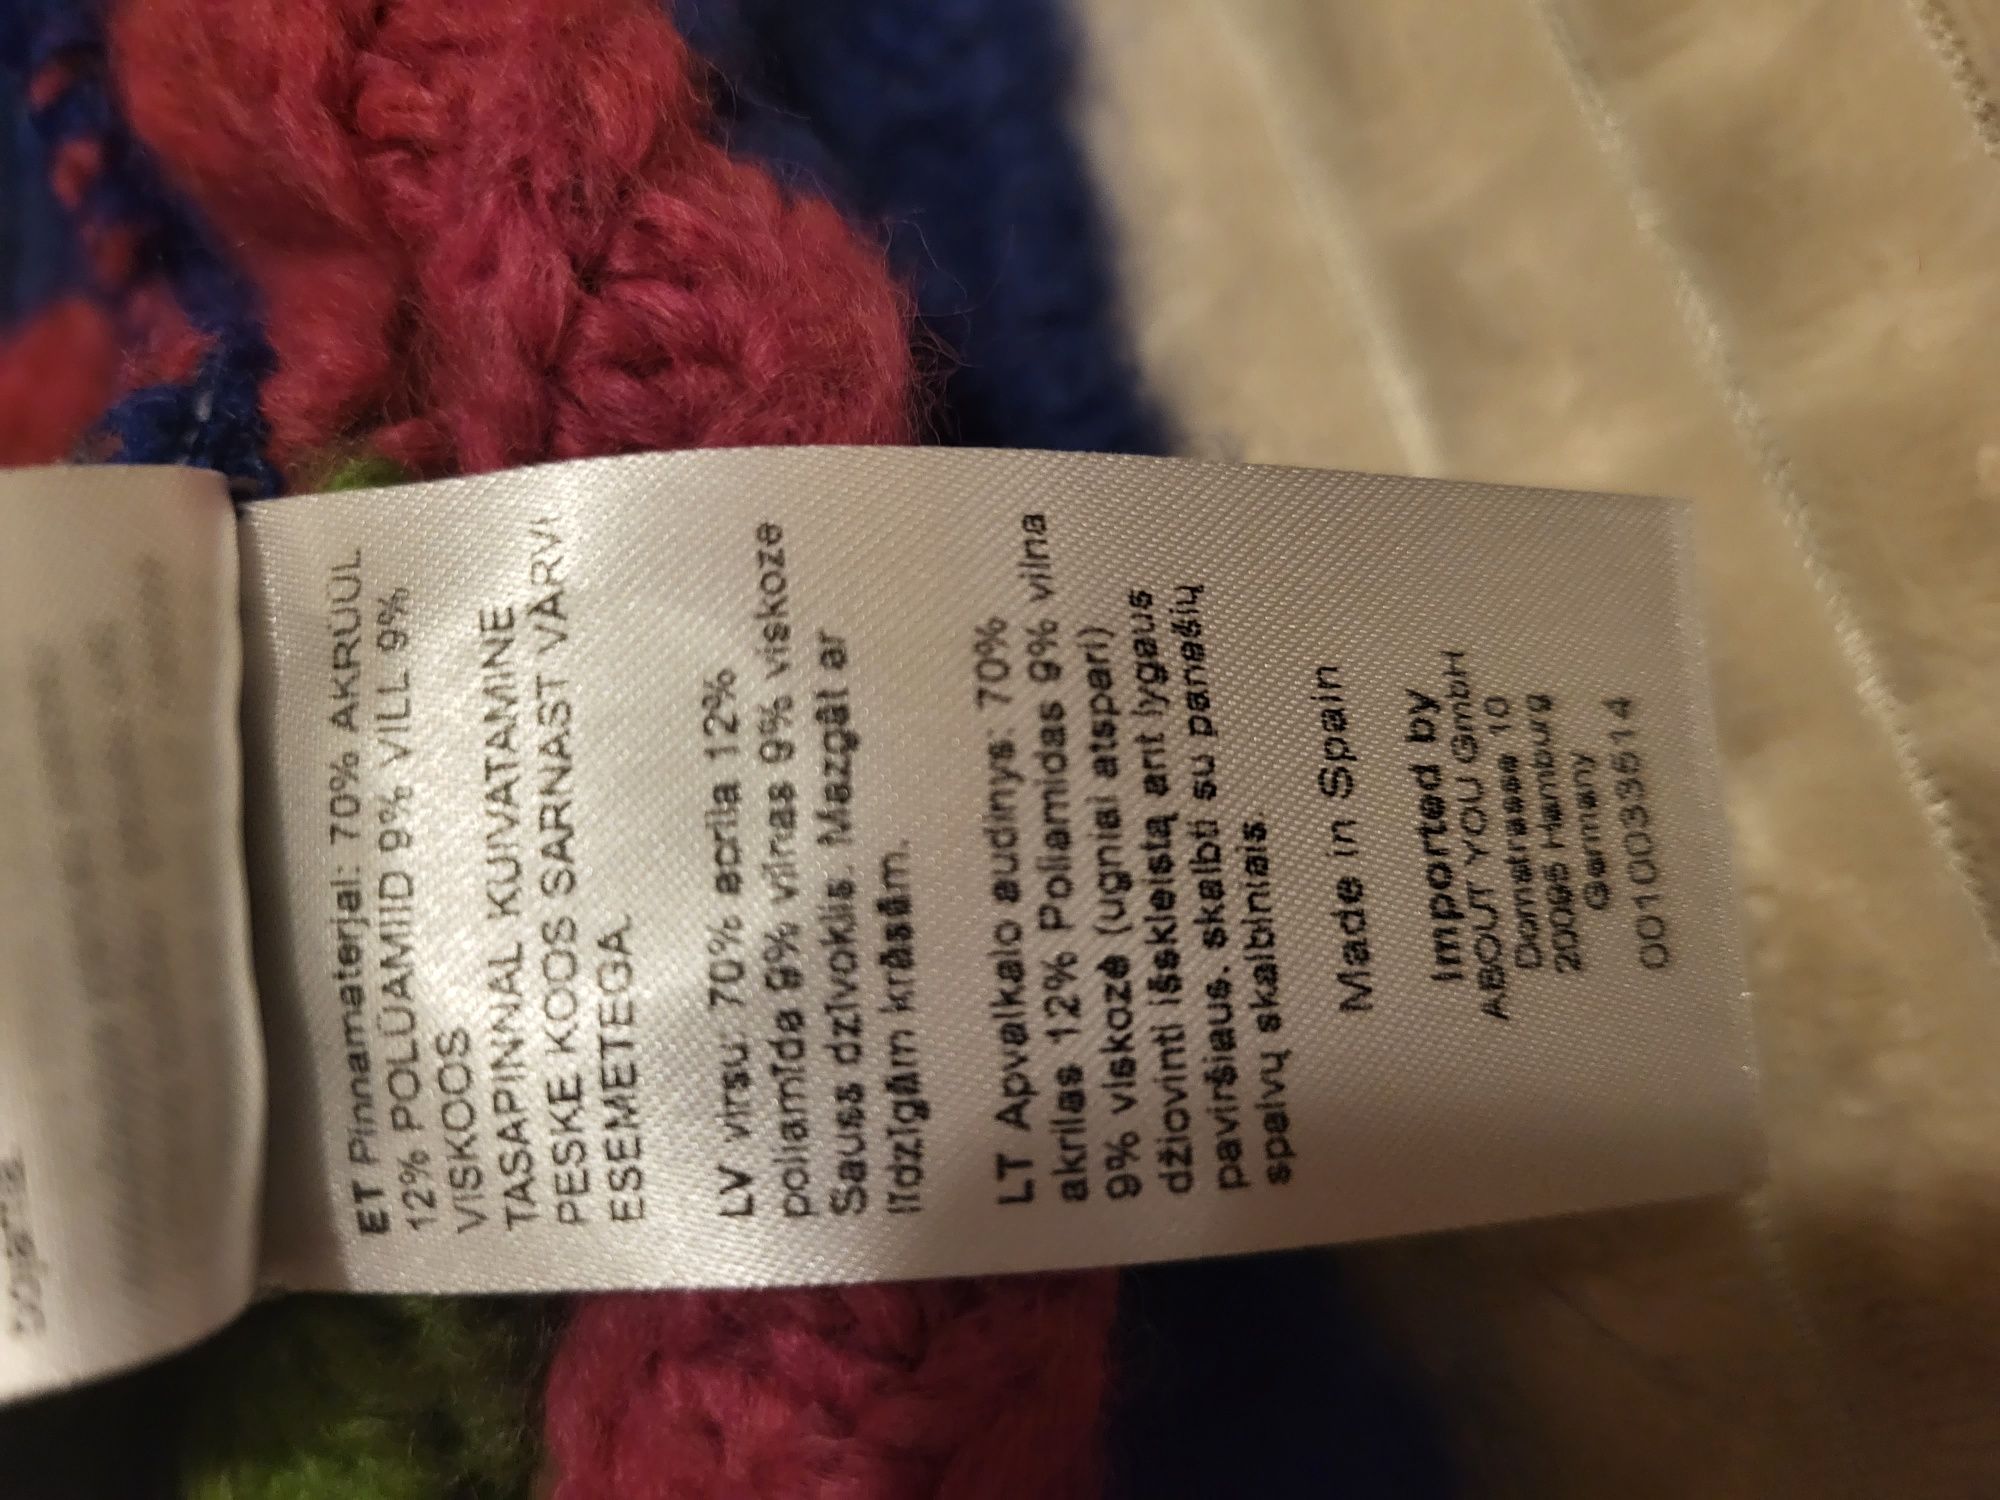 ET Pinnamaterjal: 70% AKRÜÜL
12% POLÜAMIID 9% VILL 9%
VISKOOS
TASAPINNAL KUIVATAMINE
PESKE KOOS SARNAST VÄRVI
ESEMETEGA.
LV virsu: 70% acrila 12%
poliamīda 9% vilnas 9% viskoze
Sauss dzīvoklis. Mazgāt ar
līdzīgām krāsām.
LT Apvalkalo audinys: 70%
akrilas 12% Poliamidas 9% vilna
9% viskozė (ugniai atspari)
džiovinti išskleistą ant lygaus
paviršiaus. skalbti su panašių
spalvų skalbiniais.
Made in Spain
Imported by
ABOUT YOU GmbH
Domstrasse 10
20095 Hamburg
Germany
0010033514